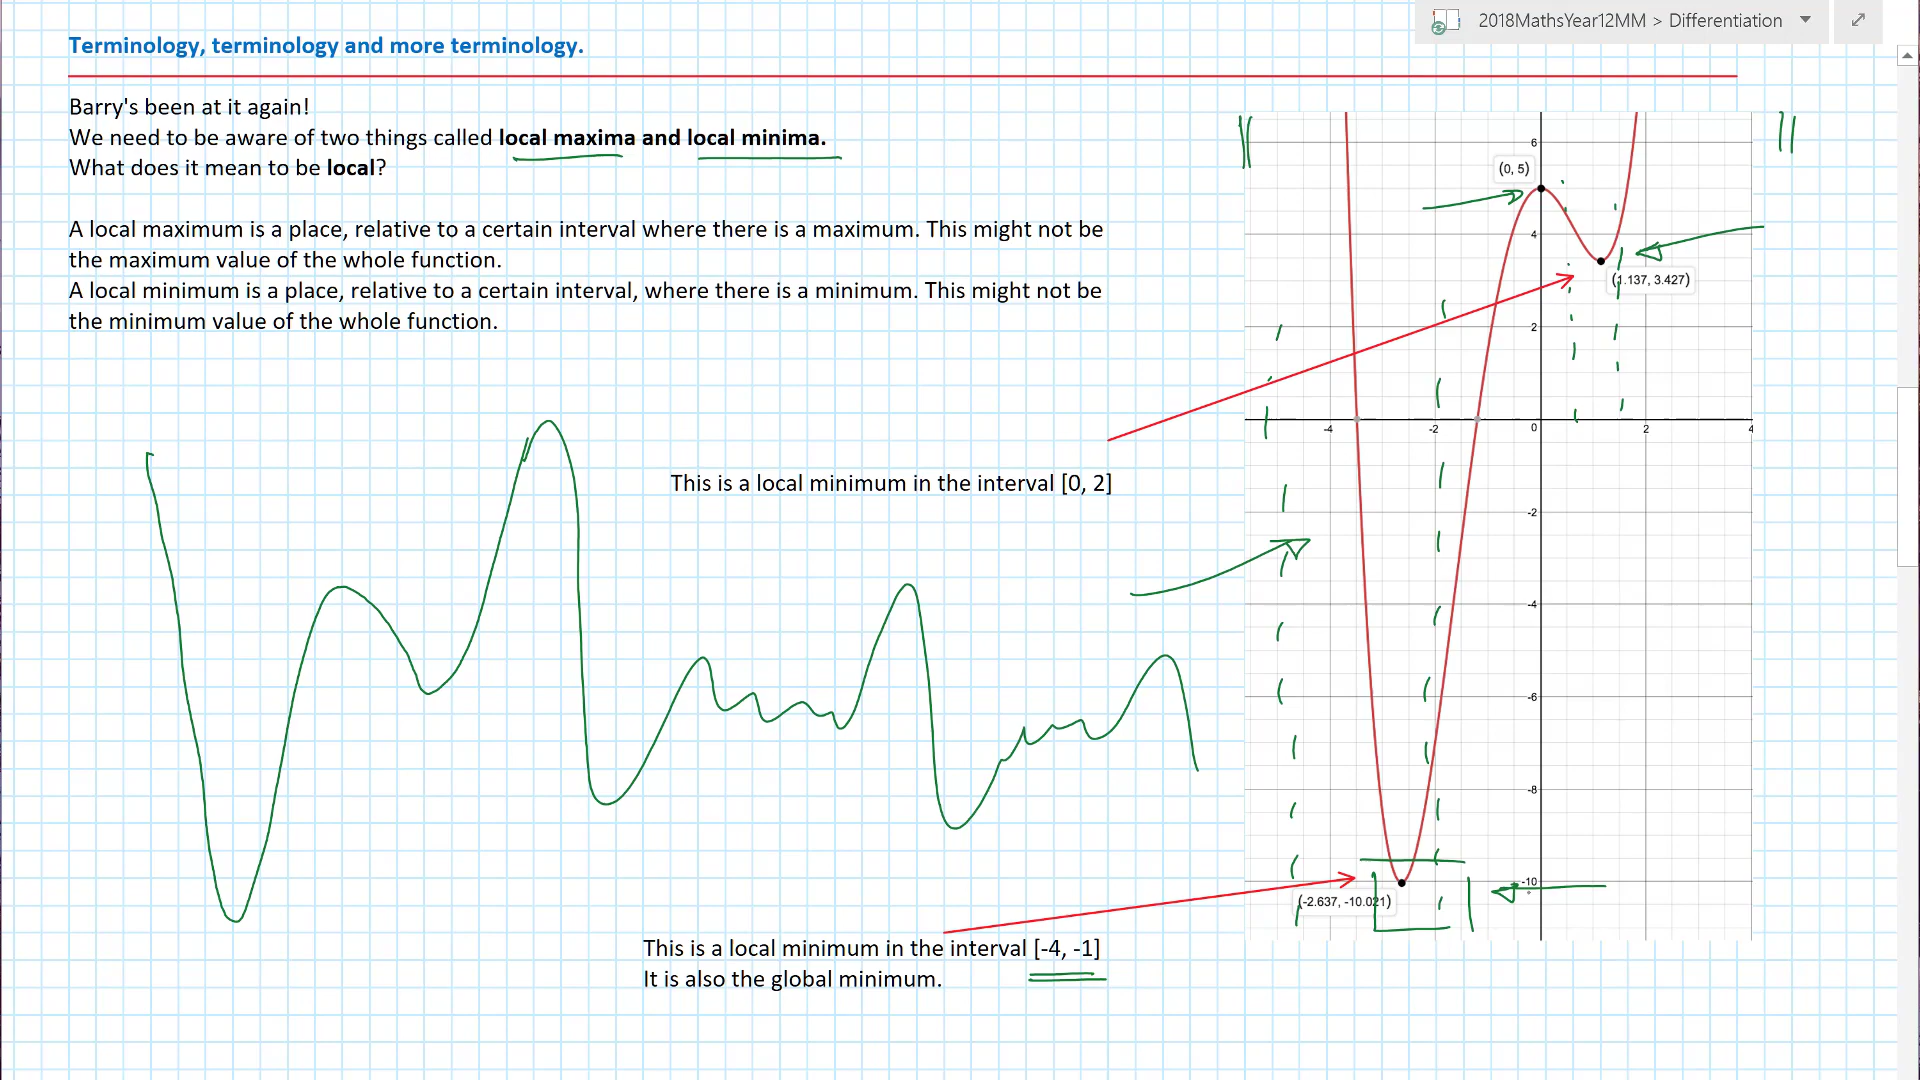 2018MathsYear12MM > Differentiation
Terminology, terminology and more terminology.
Barry's been at it again!
We need to be aware of two things called local maxima and local minima.
What does it mean to be local?
A local maximum is a place, relative to a certain interval where there is a maximum. This might not be
the maximum value of the whole function.
A local minimum is a place, relative to a certain interval, where there is a minimum. This might not be
the minimum value of the whole function.
This is a local minimum in the interval [0, 2]
This is a local minimum in the interval [-4, -1]
It is also the global minimum.
6
(0, 5)
4
(1.137, 3.427)
2
-4 -2 0 2 4
-2
-4
-6
-8
-10
(-2.637, -10.021)